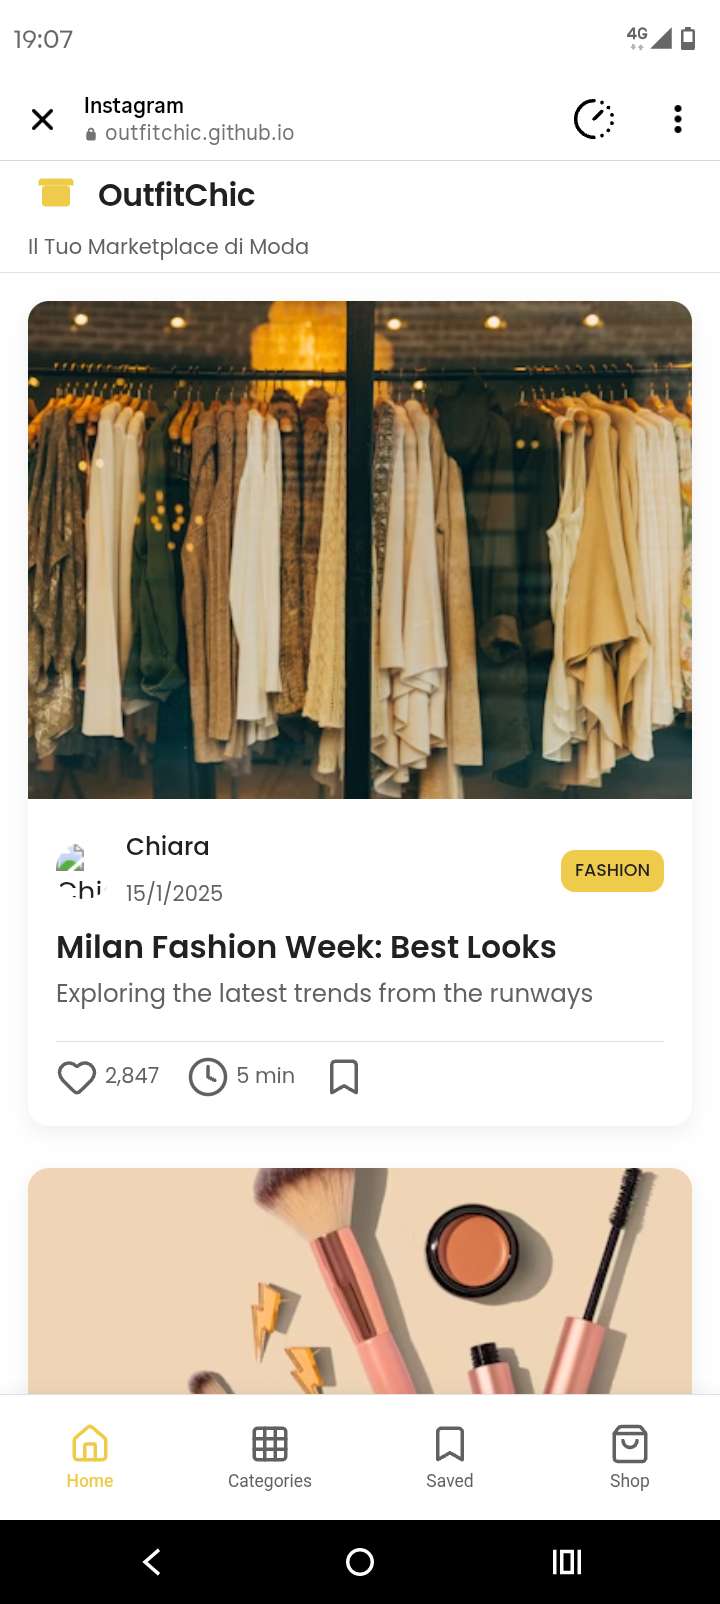 19:07
4G
Instagram
outfitchic.github.io
OutfitChic
Il Tuo Marketplace di Moda
Chiara
Chi
15/1/2025
FASHION
Milan Fashion Week: Best Looks
Exploring the latest trends from the runways
2,847
5 min
Home
Categories
Saved
Shop